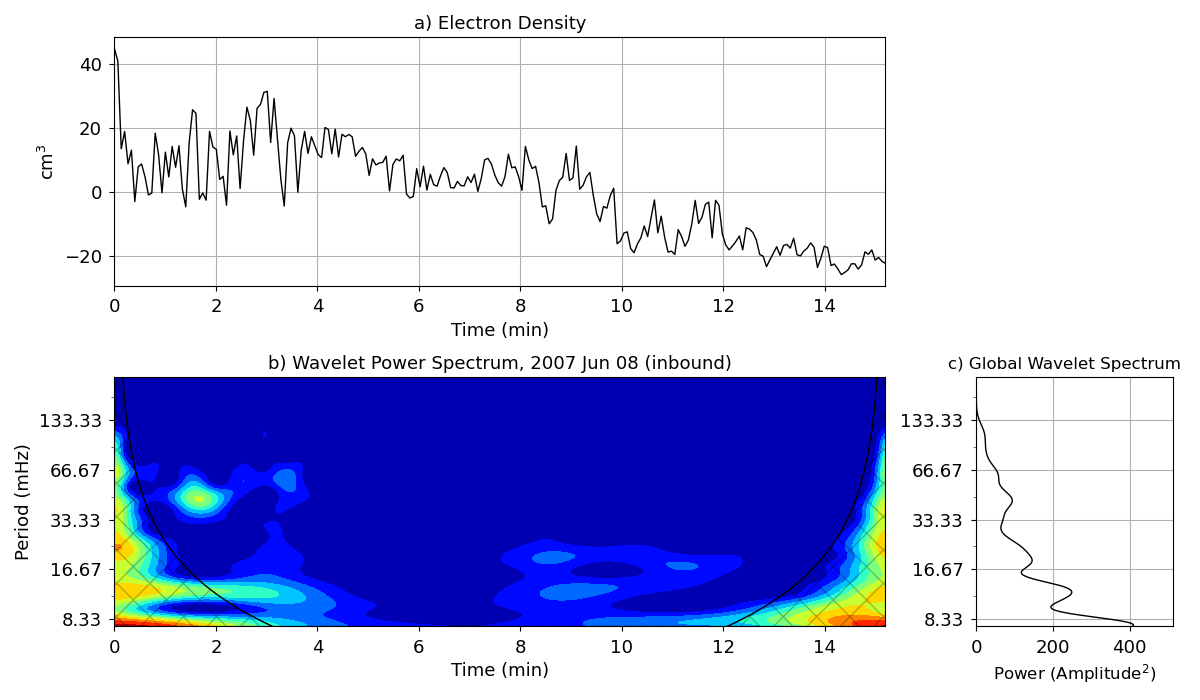 a) Electron Density
cm³
40
20
0
−20
0 2 4 6 8 10 12 14
Time (min)
b) Wavelet Power Spectrum, 2007 Jun 08 (inbound)
Period (mHz)
133.33
66.67
33.33
16.67
8.33
0 2 4 6 8 10 12 14
Time (min)
c) Global Wavelet Spectrum
133.33
66.67
33.33
16.67
8.33
0 200 400
Power (Amplitude²)